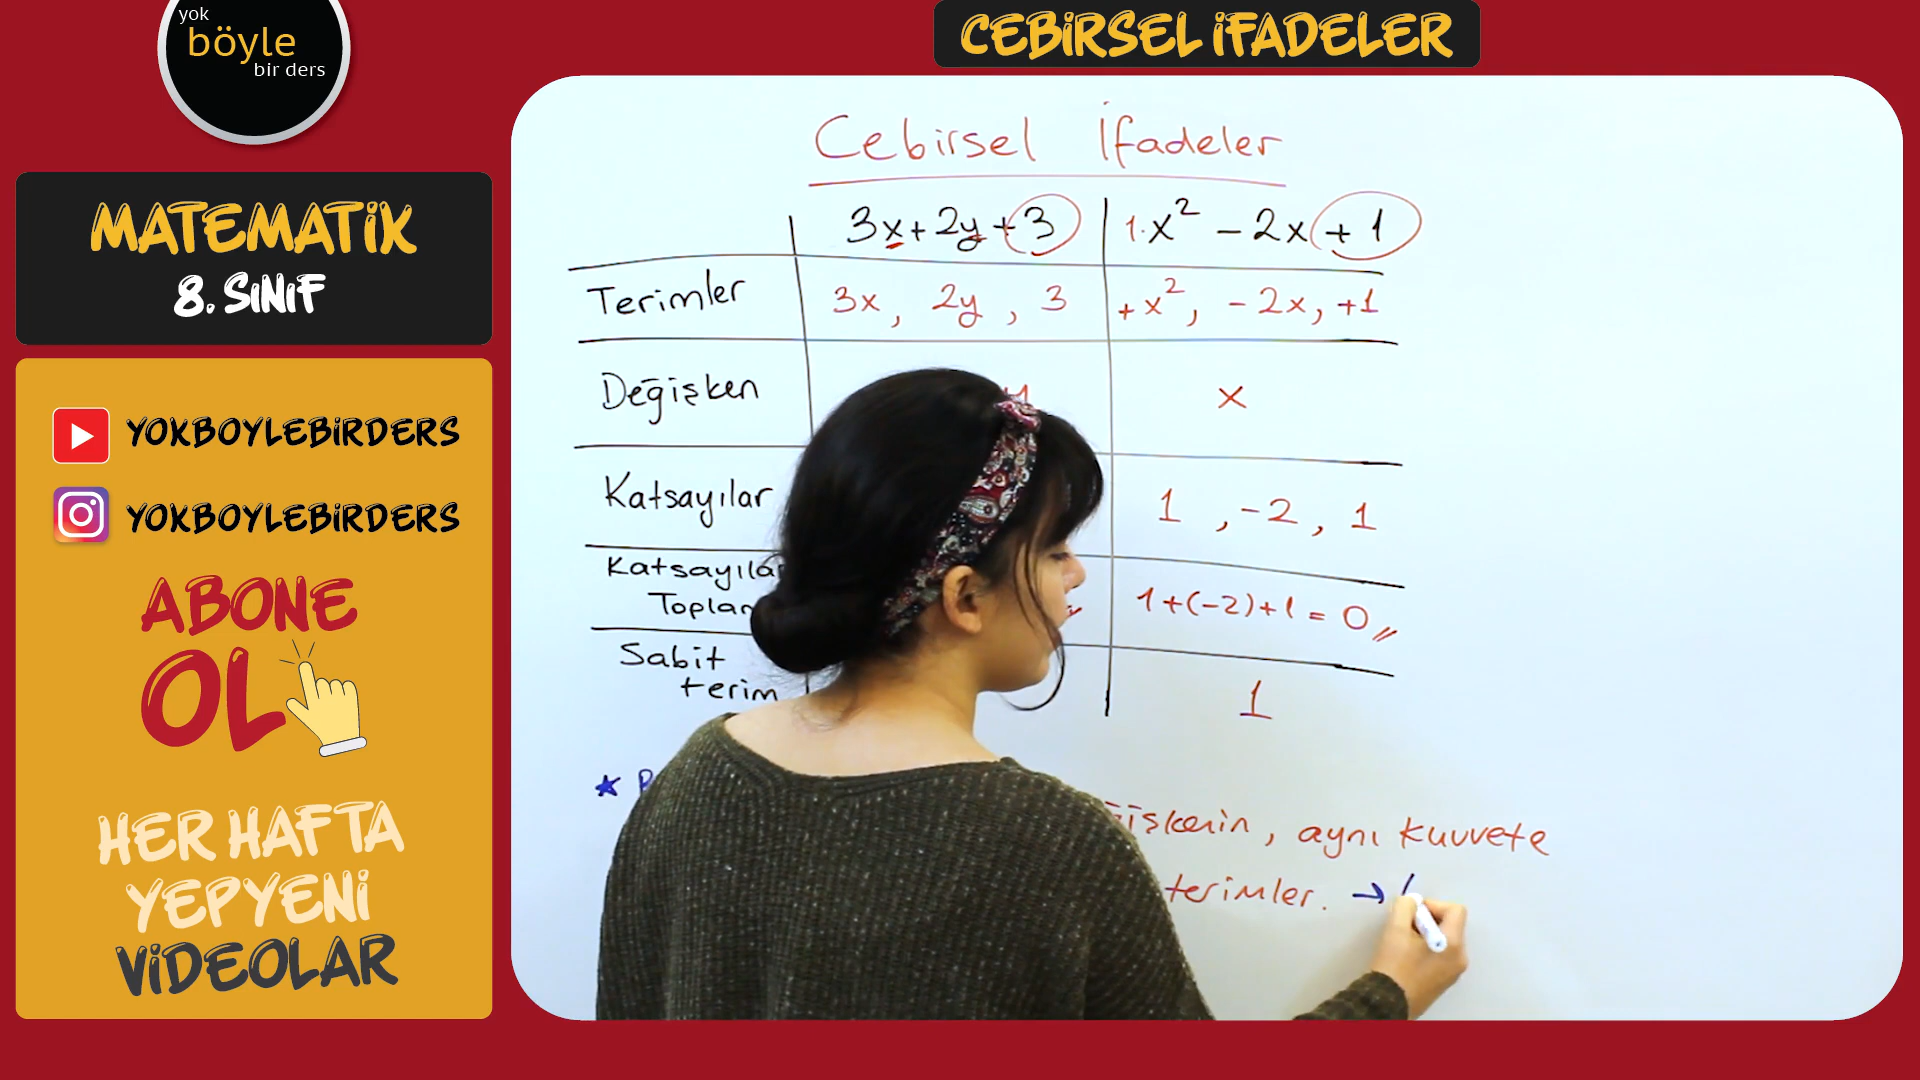 yok
böyle
bir ders
CEBİRSEL İFADELER
MATEMATİK
8. SINIF
YOKBOYLEBİRDERS
YOKBOYLEBİRDERS
ABONE
OL
HER HAFTA
YEPYENİ
VİDEOLAR
Cebirsel İfadeler
3x+2y+3 1·x² -2x+1
Terimler 3x, 2y, 3 +x², -2x, +1
Değişken x
Katsayılar 1, -2, 1
Katsayılar
1+(-2)+1=0
Sabit
terim 1
, aynı kuvvete
terimler. →